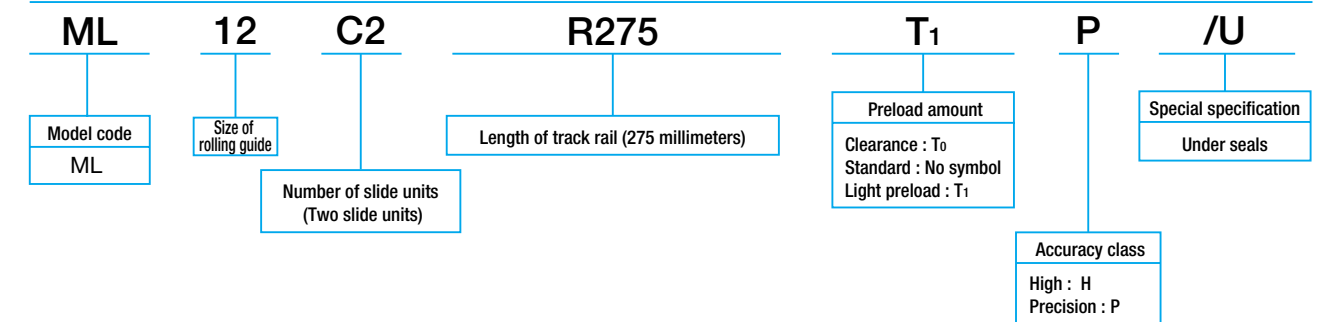 ML 12 C2 R275 T₁ P /U
Model code
ML
Size of
rolling guide
Number of slide units
(Two slide units)
Length of track rail (275 millimeters)
Preload amount
Clearance : T₀
Standard : No symbol
Light preload : T₁
Accuracy class
High : H
Precision : P
Special specification
Under seals